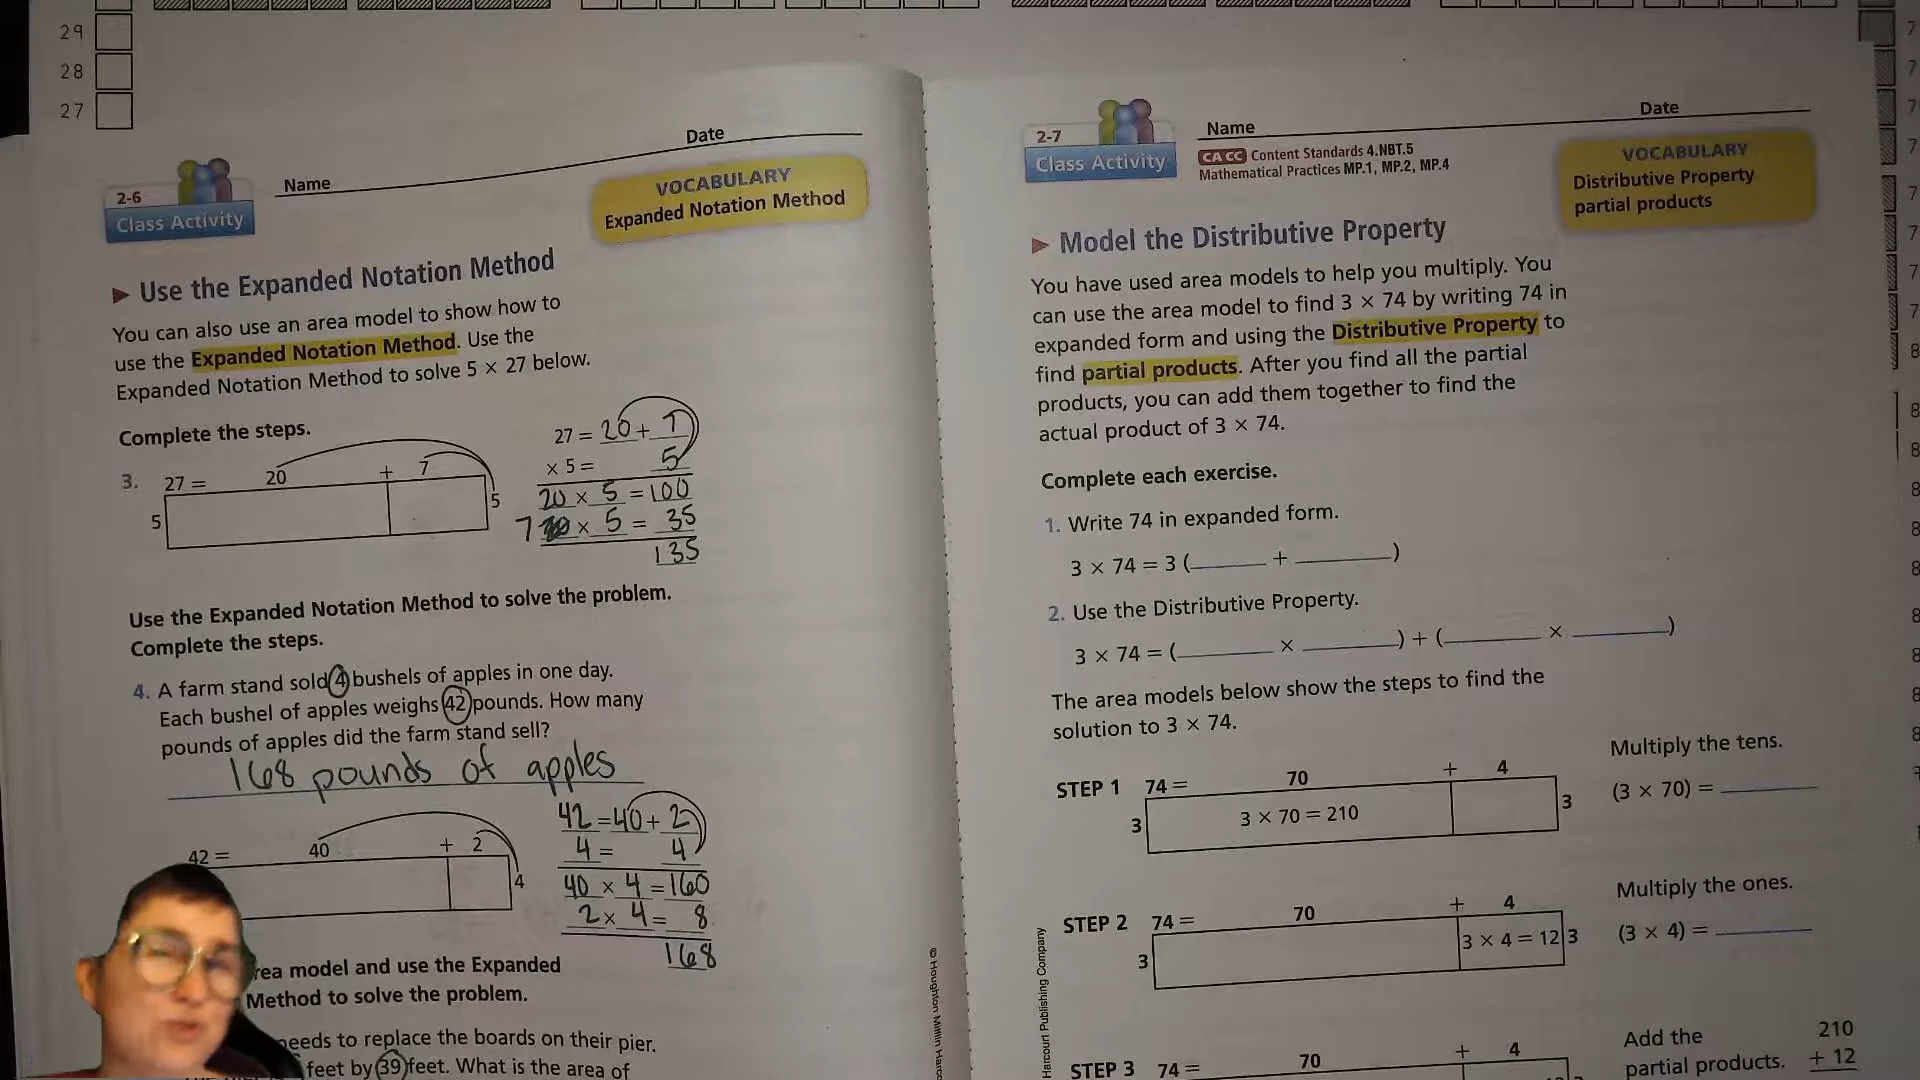 29
28
27
2-6
Class Activity
Name
Date
VOCABULARY
Expanded Notation Method
Use the Expanded Notation Method
You can also use an area model to show how to
use the Expanded Notation Method. Use the
Expanded Notation Method to solve 5 × 27 below.
Complete the steps.
3. 27 = 20 + 7
5
5
27 = 20 + 7
× 5 = 5
20 × 5 = 100
7 × 5 = 35
135
Use the Expanded Notation Method to solve the problem.
Complete the steps.
4. A farm stand sold 4 bushels of apples in one day.
Each bushel of apples weighs 42 pounds. How many
pounds of apples did the farm stand sell?
168 pounds of apples
42 = 40 + 2
4
42 = 40 + 2
4 = 4
40 × 4 = 160
2 × 4 = 8
168
rea model and use the Expanded
Method to solve the problem.
needs to replace the boards on their pier.
feet by 39 feet. What is the area of
© Houghton Mifflin Harc
2-7
Class Activity
Name
Date
CA CC Content Standards 4.NBT.5
Mathematical Practices MP.1, MP.2, MP.4
VOCABULARY
Distributive Property
partial products
Model the Distributive Property
You have used area models to help you multiply. You
can use the area model to find 3 × 74 by writing 74 in
expanded form and using the Distributive Property to
find partial products. After you find all the partial
products, you can add them together to find the
actual product of 3 × 74.
Complete each exercise.
1. Write 74 in expanded form.
3 × 74 = 3 (_____ + _____)
2. Use the Distributive Property.
3 × 74 = (_____ × _____) + (_____ × _____)
The area models below show the steps to find the
solution to 3 × 74.
STEP 1 74 = 70 + 4
3 3 × 70 = 210 3
Multiply the tens.
(3 × 70) = _____
STEP 2 74 = 70 + 4
3 3 × 4 = 12 3
Multiply the ones.
(3 × 4) = _____
STEP 3 74 = 70 + 4
Add the
partial products.
210
+ 12
Harcourt Publishing Company